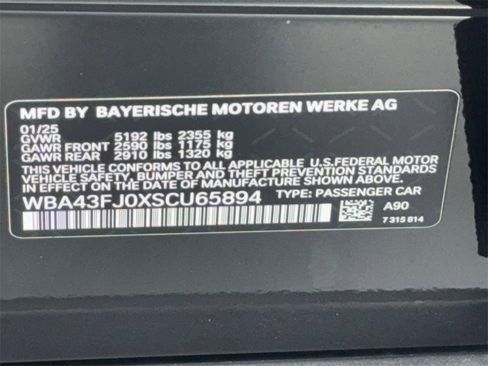 MFD BY BAYERISCHE MOTOREN WERKE AG
01/25
GVWR 5192 lbs 2355 kg
GAWR FRONT 2590 lbs 1175 kg
GAWR REAR 2910 lbs 1320 kg
THIS VEHICLE CONFORMS TO ALL APPLICABLE U.S.FEDERAL MOTOR
VEHICLE SAFETY, BUMPER AND THEFT PREVENTION STANDARDS IN
EFFECT ON THE DATE OF MANUFACTURE SHOWN ABOVE.
WBA43FJ0XSCU65894 TYPE: PASSENGER CAR
A90
7 315 814